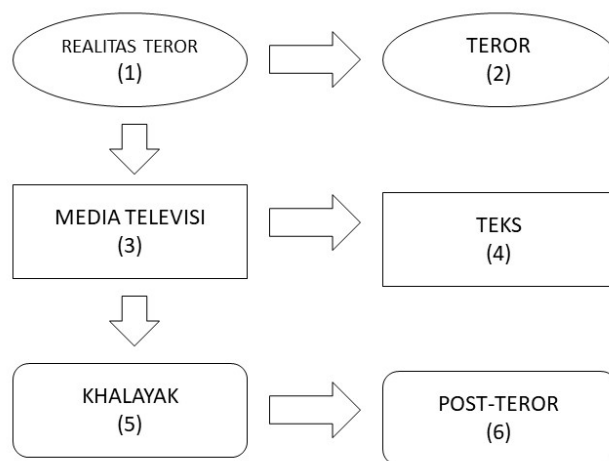 REALITAS TEROR
(1)
TEROR
(2)
MEDIA TELEVISI
(3)
TEKS
(4)
KHALAYAK
(5)
POST-TEROR
(6)